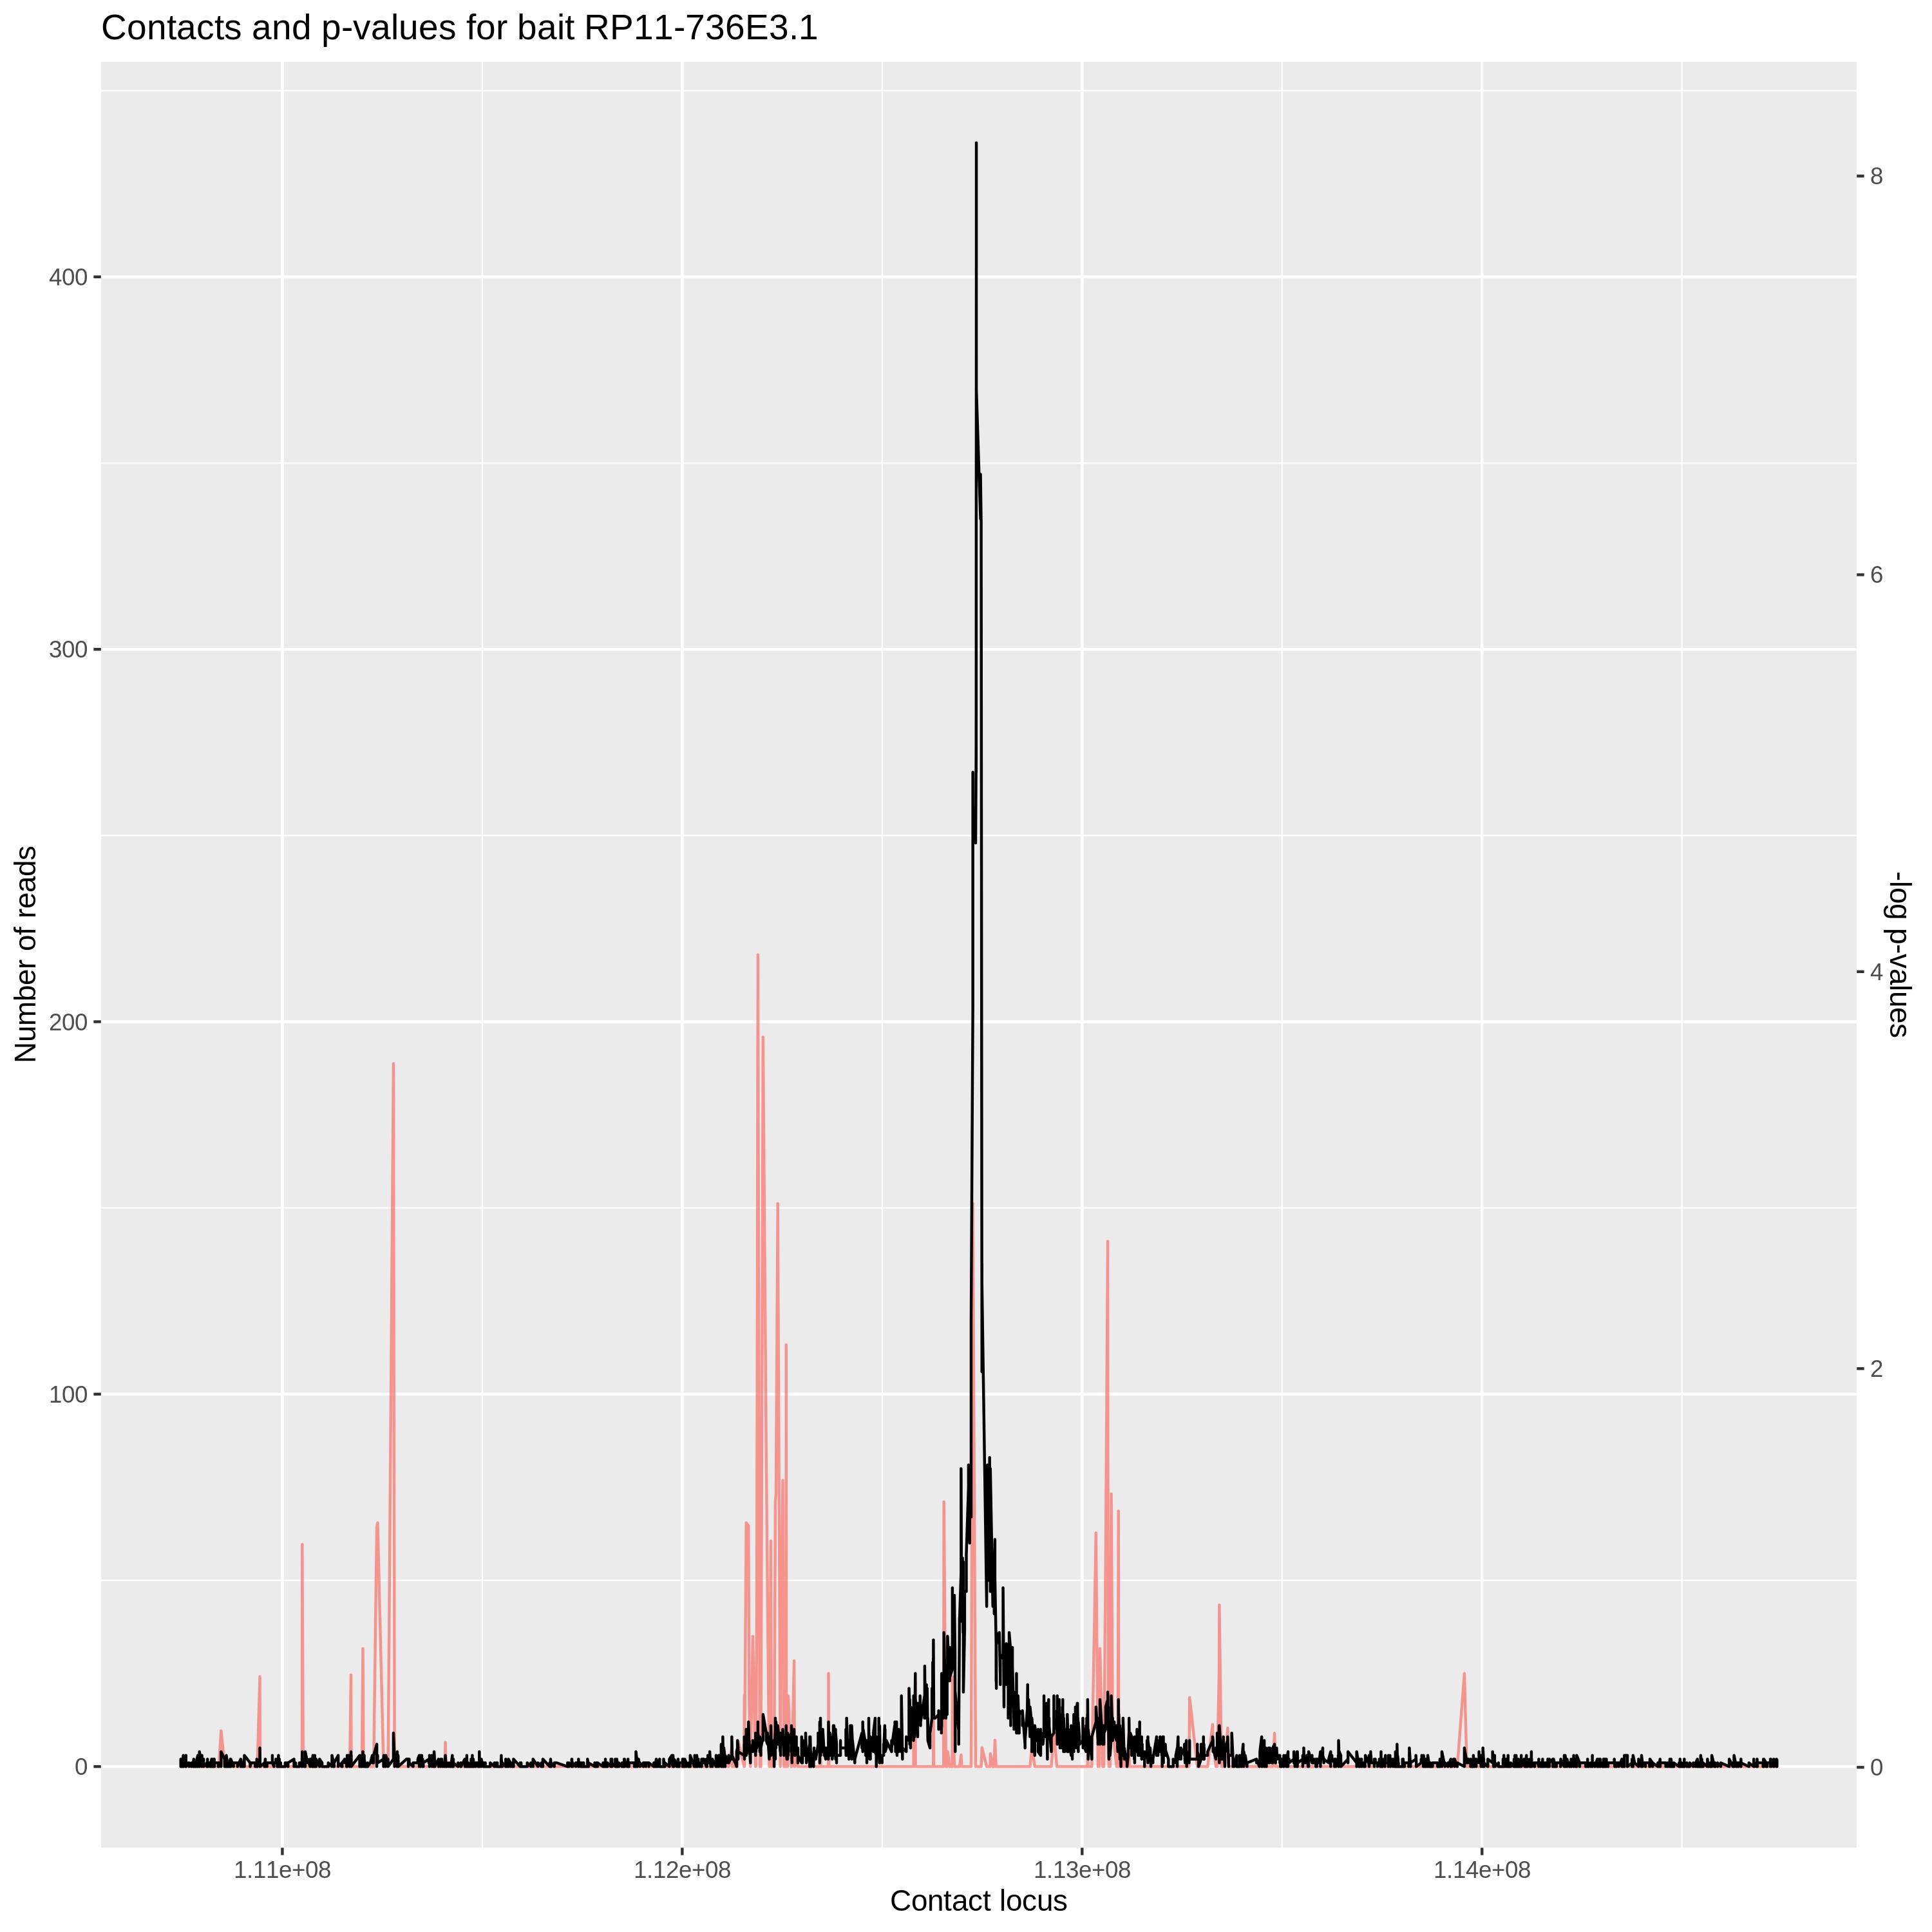 Contacts and p-values for bait RP11-736E3.1
Number of reads
400
300
200
100
0
8
6
4
2
0
-log p-values
1.11e+08
1.12e+08
1.13e+08
1.14e+08
Contact locus